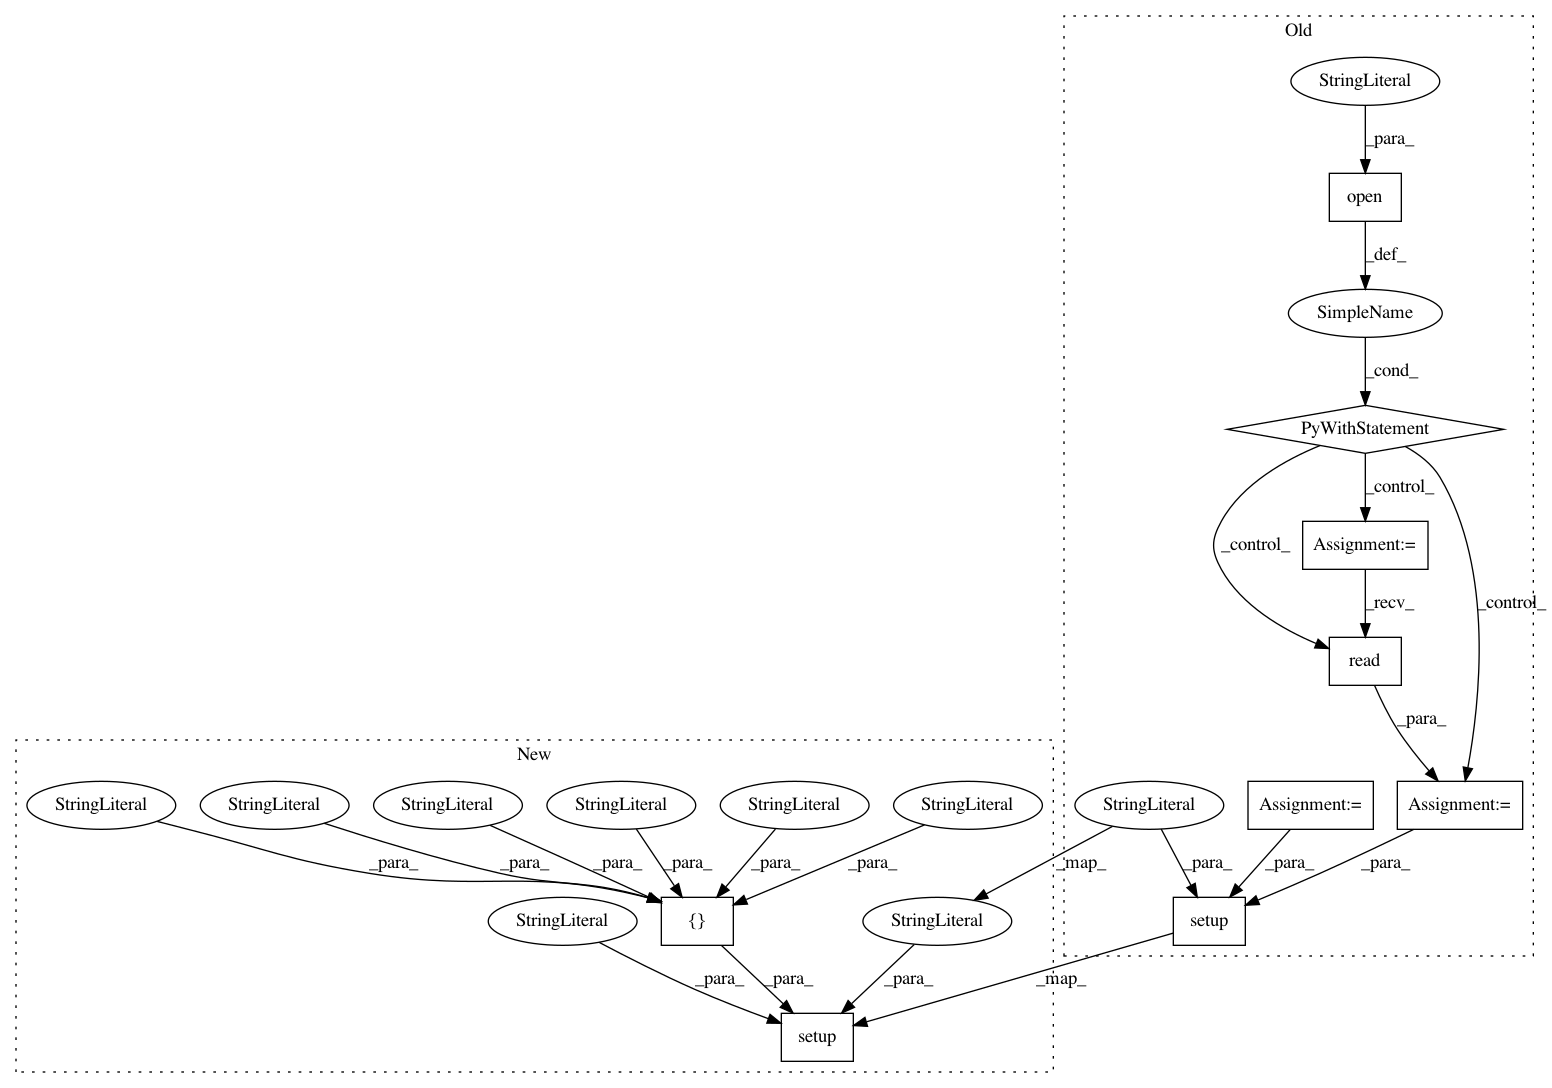 Old
StringLiteral
_para_
open
_def_
SimpleName
_cond_
PyWithStatement
_control_
_control_
Assignment:=
_recv_
_control_
read
_para_
New
StringLiteral
StringLiteral
StringLiteral
StringLiteral
StringLiteral
StringLiteral
StringLiteral
Assignment:=
Assignment:=
_para_
_para_
_para_
_para_
_para_
_para_
_map_
_para_
_para_
_para_
StringLiteral
{}
StringLiteral
setup
_para_
_para_
_para_
_map_
setup